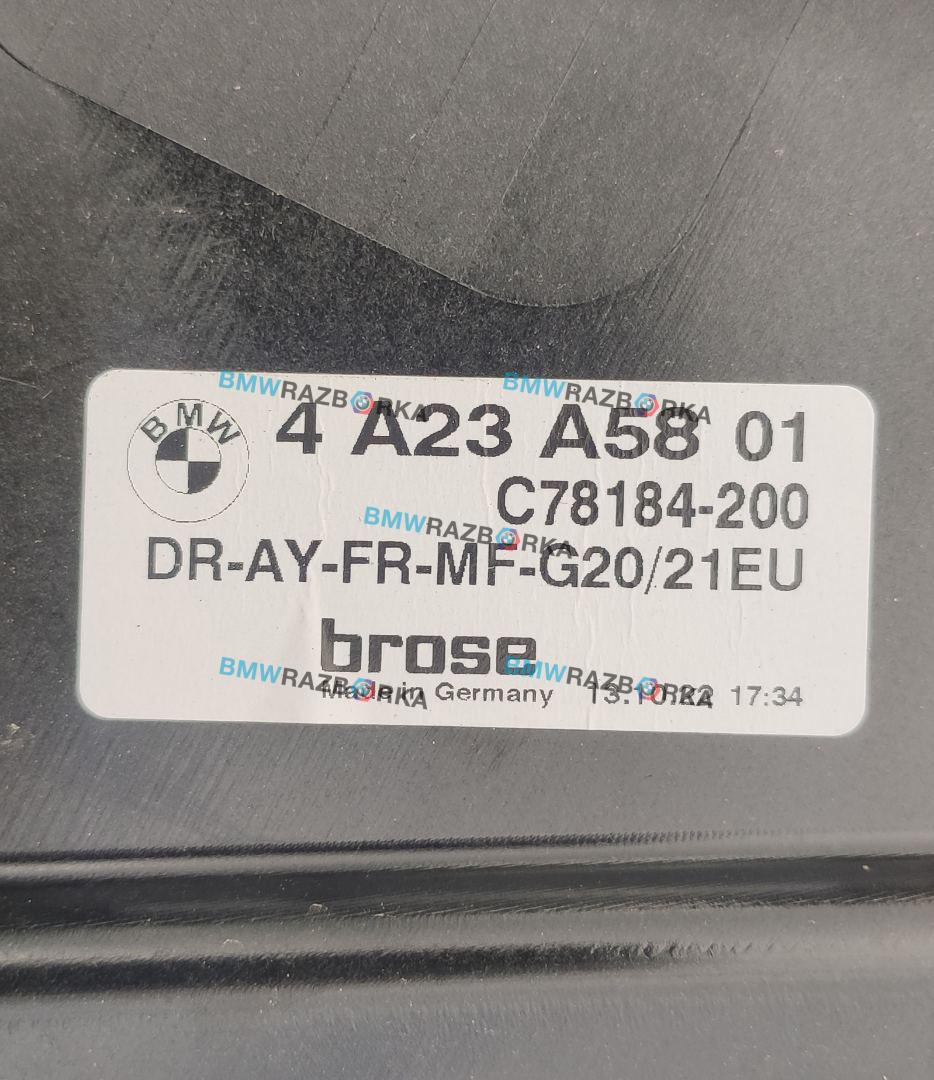 BMW
4 A23 A58 01
C78184-200
DR-AY-FR-MF-G20/21EU
brose
Made in Germany 13.10.22 17:34
BMWRAZBORKA
BMWRAZBORKA
BMWRAZBORKA
BMWRAZBORKA
BMWRAZBORKA